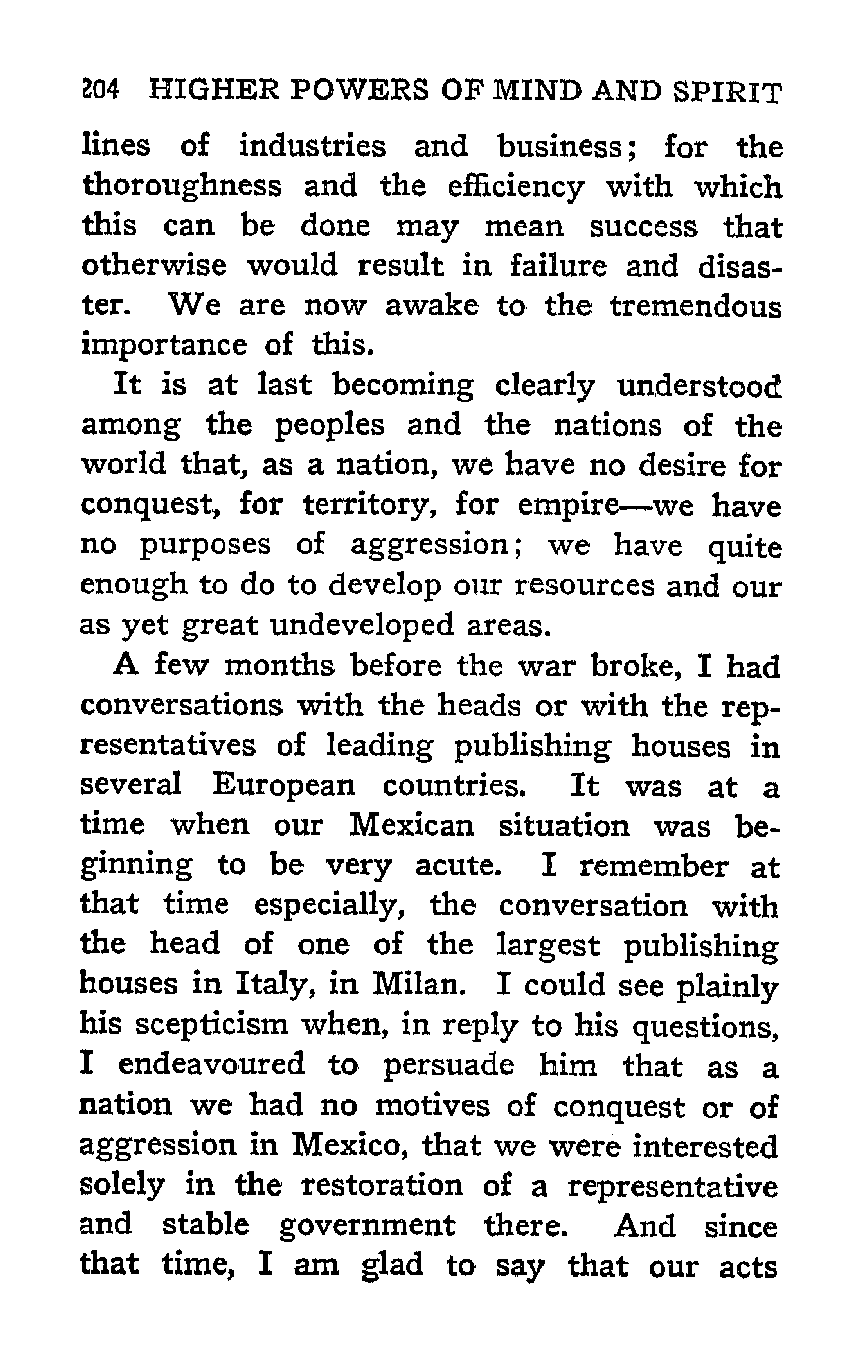 204 HIGHER POWERS OF MIND AND SPIRIT
lines of industries and business; for the
thoroughness and the efficiency with which
this can be done may mean success that
otherwise would result in failure and disas-
ter. We are now awake to the tremendous
importance of this.
It is at last becoming clearly understood
among the peoples and the nations of the
world that, as a nation, we have no desire for
conquest, for territory, for empire—we have
no purposes of aggression; we have quite
enough to do to develop our resources and our
as yet great undeveloped areas.
A few months before the war broke, I had
conversations with the heads or with the rep-
resentatives of leading publishing houses in
several European countries. It was at a
time when our Mexican situation was be-
ginning to be very acute. I remember at
that time especially, the conversation with
the head of one of the largest publishing
houses in Italy, in Milan. I could see plainly
his scepticism when, in reply to his questions,
I endeavoured to persuade him that as a
nation we had no motives of conquest or of
aggression in Mexico, that we were interested
solely in the restoration of a representative
and stable government there. And since
that time, I am glad to say that our acts